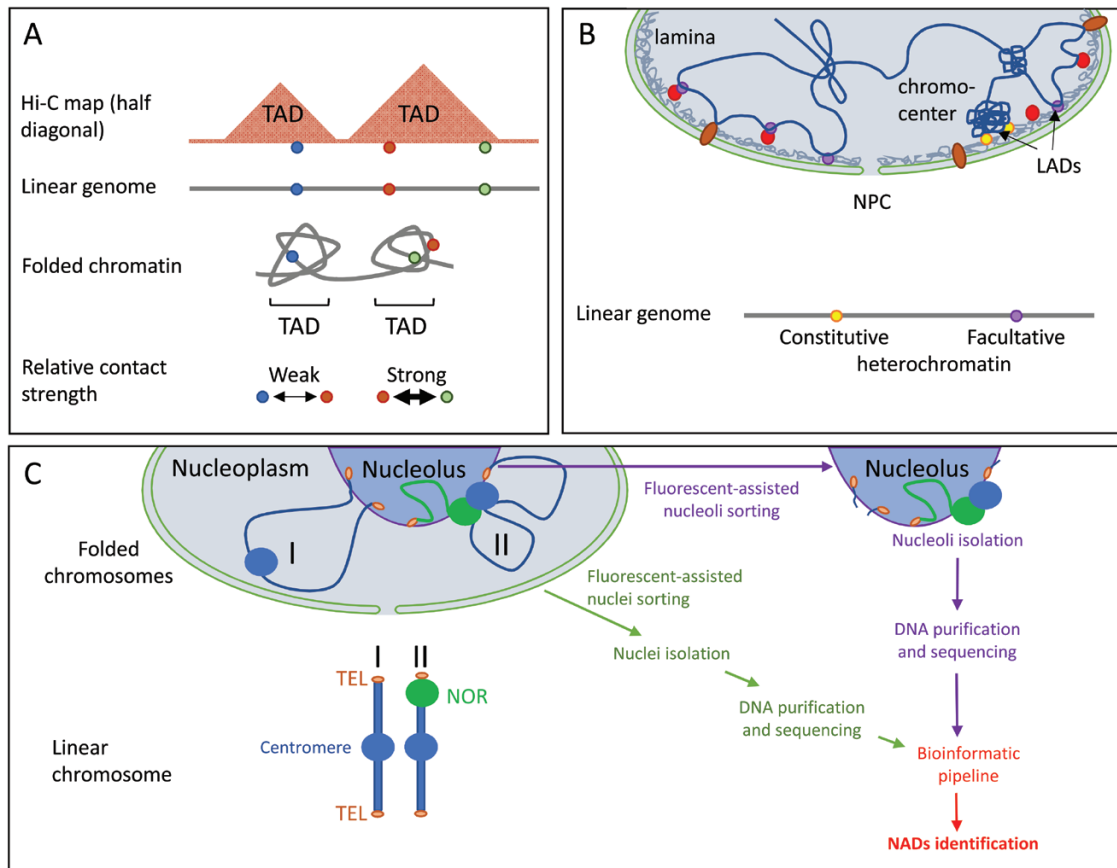 A
Hi-C map (half
diagonal)
TAD
TAD
Linear genome
Folded chromatin
TAD
TAD
Relative contact
strength
Weak
Strong
B
lamina
chromo-
center
LADs
NPC
Linear genome
Constitutive
Facultative
heterochromatin
C
Nucleoplasm
Nucleolus
Nucleolus
Fluorescent-assisted
nucleoli sorting
I
II
Folded
chromosomes
Nucleoli isolation
Fluorescent-assisted
nuclei sorting
Nuclei isolation
DNA purification
and sequencing
DNA purification
and sequencing
I
II
TEL
NOR
Centromere
Linear
chromosome
TEL
Bioinformatic
pipeline
NADs identification